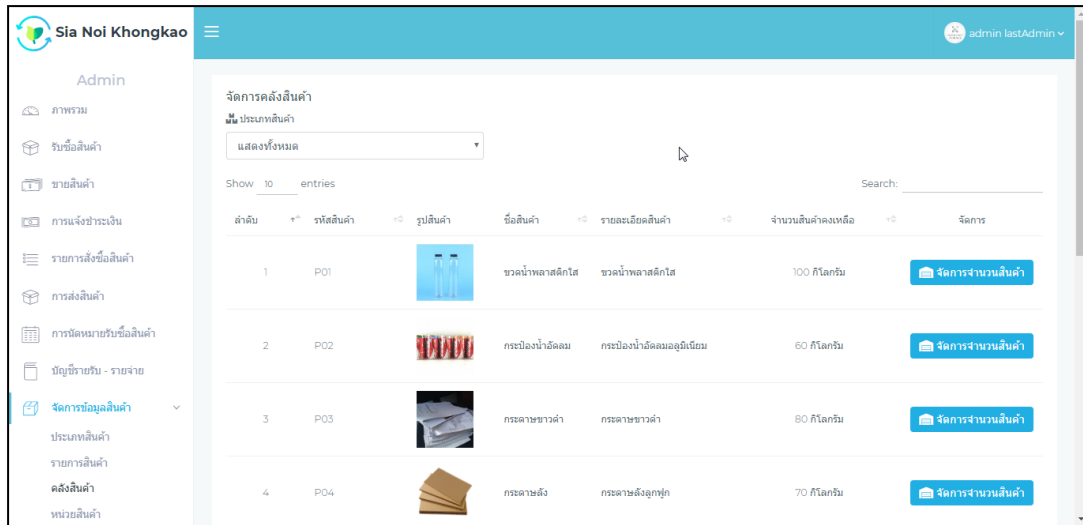 Sia Noi Khongkao
admin lastAdmin
Admin
ภาพรวม
รับซื้อสินค้า
ขายสินค้า
การแจ้งชำระเงิน
รายการสั่งซื้อสินค้า
การส่งสินค้า
การนัดหมายรับซื้อสินค้า
บัญชีรายรับ - รายจ่าย
จัดการข้อมูลสินค้า
ประเภทสินค้า
รายการสินค้า
คลังสินค้า
หน่วยสินค้า
จัดการคลังสินค้า
ประเภทสินค้า
แสดงทั้งหมด
Show 10 entries Search:
ลำดับ รหัสสินค้า รูปสินค้า ชื่อสินค้า รายละเอียดสินค้า จำนวนสินค้าคงเหลือ จัดการ
1 P01 ขวดน้ำพลาสติกใส ขวดน้ำพลาสติกใส 100 กิโลกรัม จัดการจำนวนสินค้า
2 P02 กระป๋องน้ำอัดลม กระป๋องน้ำอัดลมอลูมิเนียม 60 กิโลกรัม จัดการจำนวนสินค้า
3 P03 กระดาษขาวดำ กระดาษขาวดำ 80 กิโลกรัม จัดการจำนวนสินค้า
4 P04 กระดาษลัง กระดาษลังลูกฟูก 70 กิโลกรัม จัดการจำนวนสินค้า